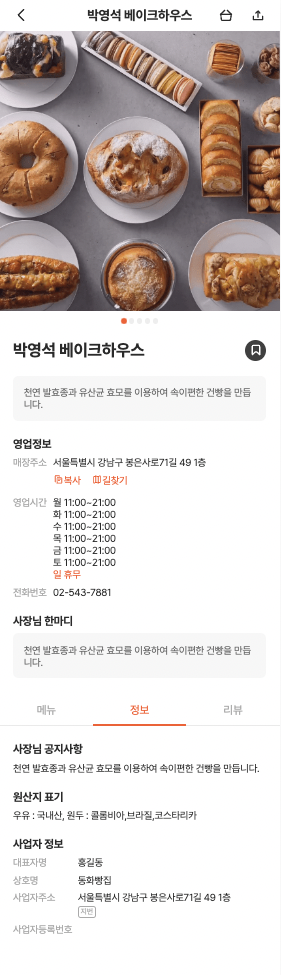 박영석 베이크하우스
박영석 베이크하우스
천연 발효종과 유산균 효모를 이용하여 속이편한 건빵을 만듭
니다.
영업정보
매장주소 서울특별시 강남구 봉은사로71길 49 1층
복사 길찾기
영업시간 월 11:00~21:00
화 11:00~21:00
수 11:00~21:00
목 11:00~21:00
금 11:00~21:00
토 11:00~21:00
일 휴무
전화번호 02-543-7881
사장님 한마디
천연 발효종과 유산균 효모를 이용하여 속이편한 건빵을 만듭
니다.
메뉴 정보 리뷰
사장님 공지사항
천연 발효종과 유산균 효모를 이용하여 속이편한 건빵을 만듭니다.
원산지 표기
우유 : 국내산, 원두 : 콜롬비아,브라질,코스타리카
사업자 정보
대표자명 홍길동
상호명 동화빵집
사업자주소 서울특별시 강남구 봉은사로71길 49 1층
지번
사업자등록번호